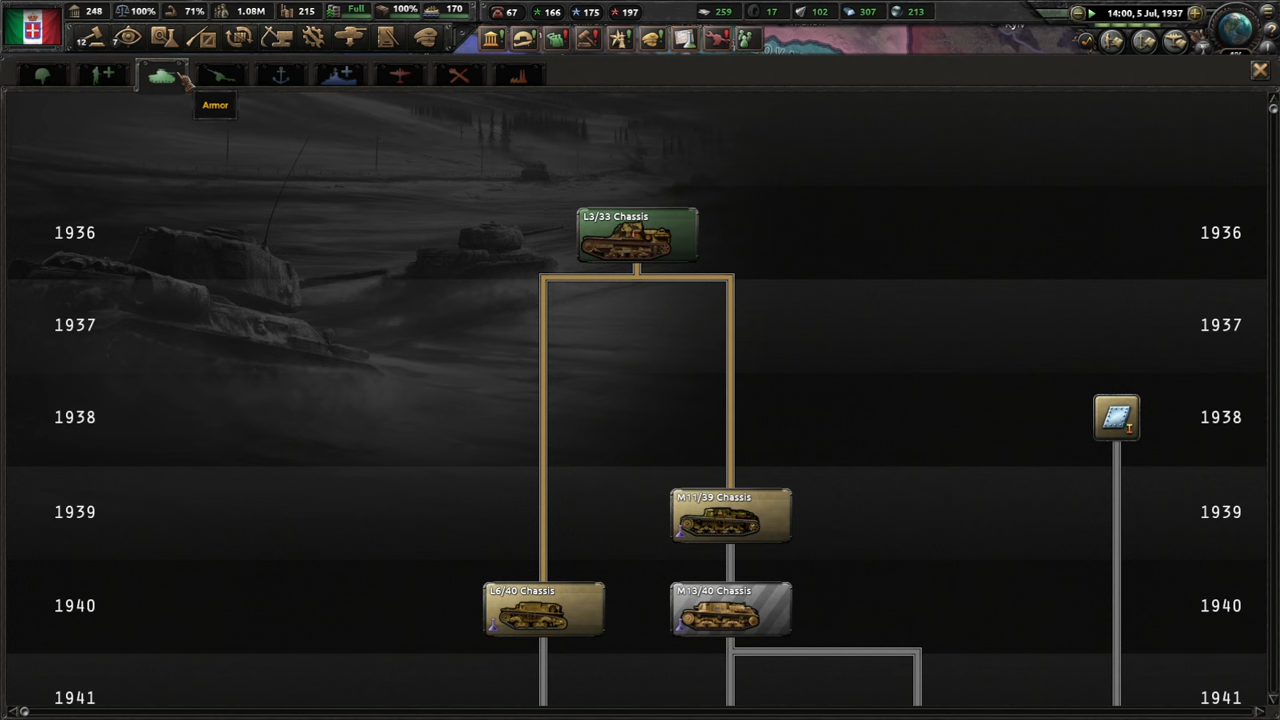 248 100% 71% 1.08M 215 Full 100% 170 67 166 175 197 259 17 102 307 213 14:00, 5 Jul, 1937
12 7
Armor
L3/33 Chassis
1936 1936
1937 1937
1938 I 1938
M11/39 Chassis
1939 1939
L6/40 Chassis M13/40 Chassis
1940 1940
1941 1941